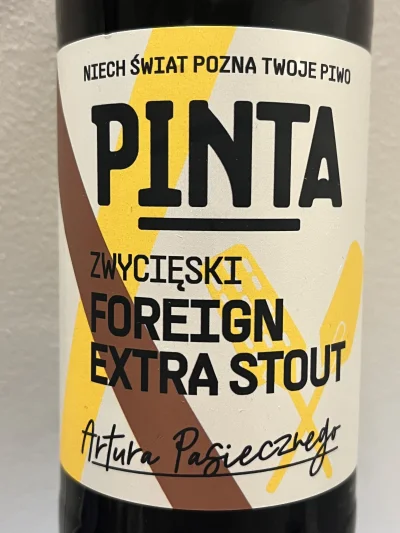 NIECH ŚWIAT POZNA TWOJE PIWO
PINTA
ZWYCIĘSKI
FOREIGN
EXTRA STOUT
Artura Pasiecznego